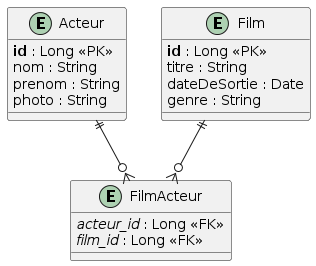 E Acteur
id : Long «PK»
nom : String
prenom : String
photo : String
E Film
id : Long «PK»
titre : String
dateDeSortie : Date
genre : String
E FilmActeur
acteur_id : Long «FK»
film_id : Long «FK»